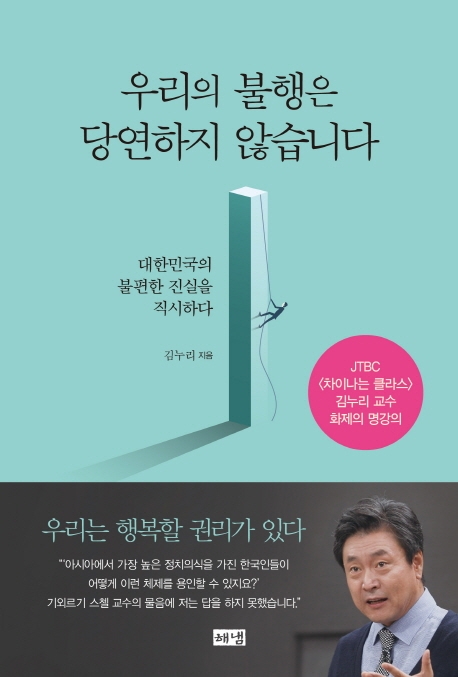 우리의 불행은
당연하지 않습니다
대한민국의
불편한 진실을
직시하다
김누리 지음
JTBC
〈차이나는 클라스〉
김누리 교수
화제의 명강의
우리는 행복할 권리가 있다
“‘아시아에서 가장 높은 정치의식을 가진 한국인들이
어떻게 이런 체제를 용인할 수 있지요?’
기외르기 스첼 교수의 물음에 저는 답을 하지 못했습니다.”
해냄